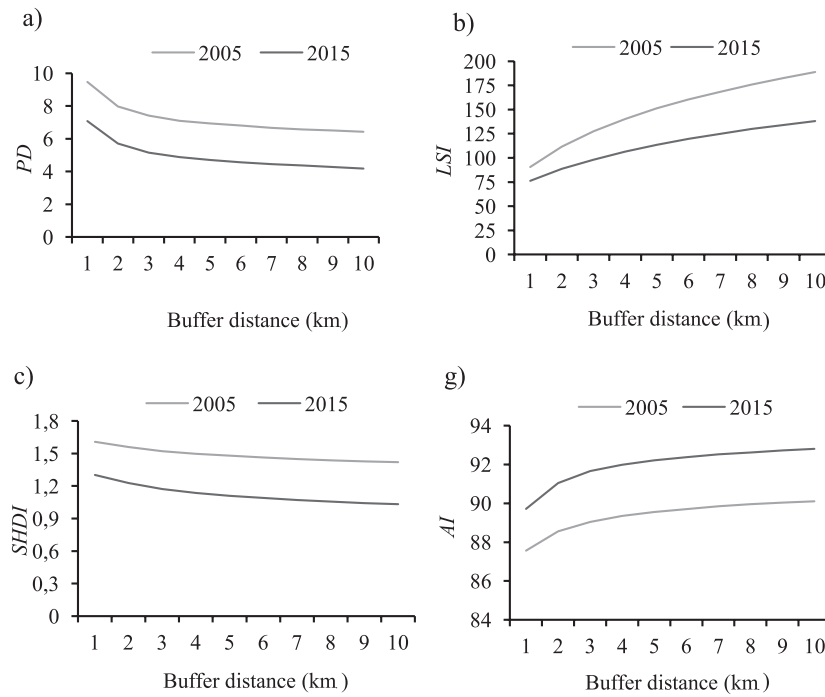 a)
2005 2015
10
8
6
4
2
0
PD
1 2 3 4 5 6 7 8 9 10
Buffer distance (km)
b)
2005 2015
200
175
150
125
100
75
50
25
0
LSI
1 2 3 4 5 6 7 8 9 10
Buffer distance (km)
c)
2005 2015
1,8
1,5
1,2
0,9
0,6
0,3
0
SHDI
1 2 3 4 5 6 7 8 9 10
Buffer distance (km)
g)
2005 2015
94
92
90
88
86
84
AI
1 2 3 4 5 6 7 8 9 10
Buffer distance (km)